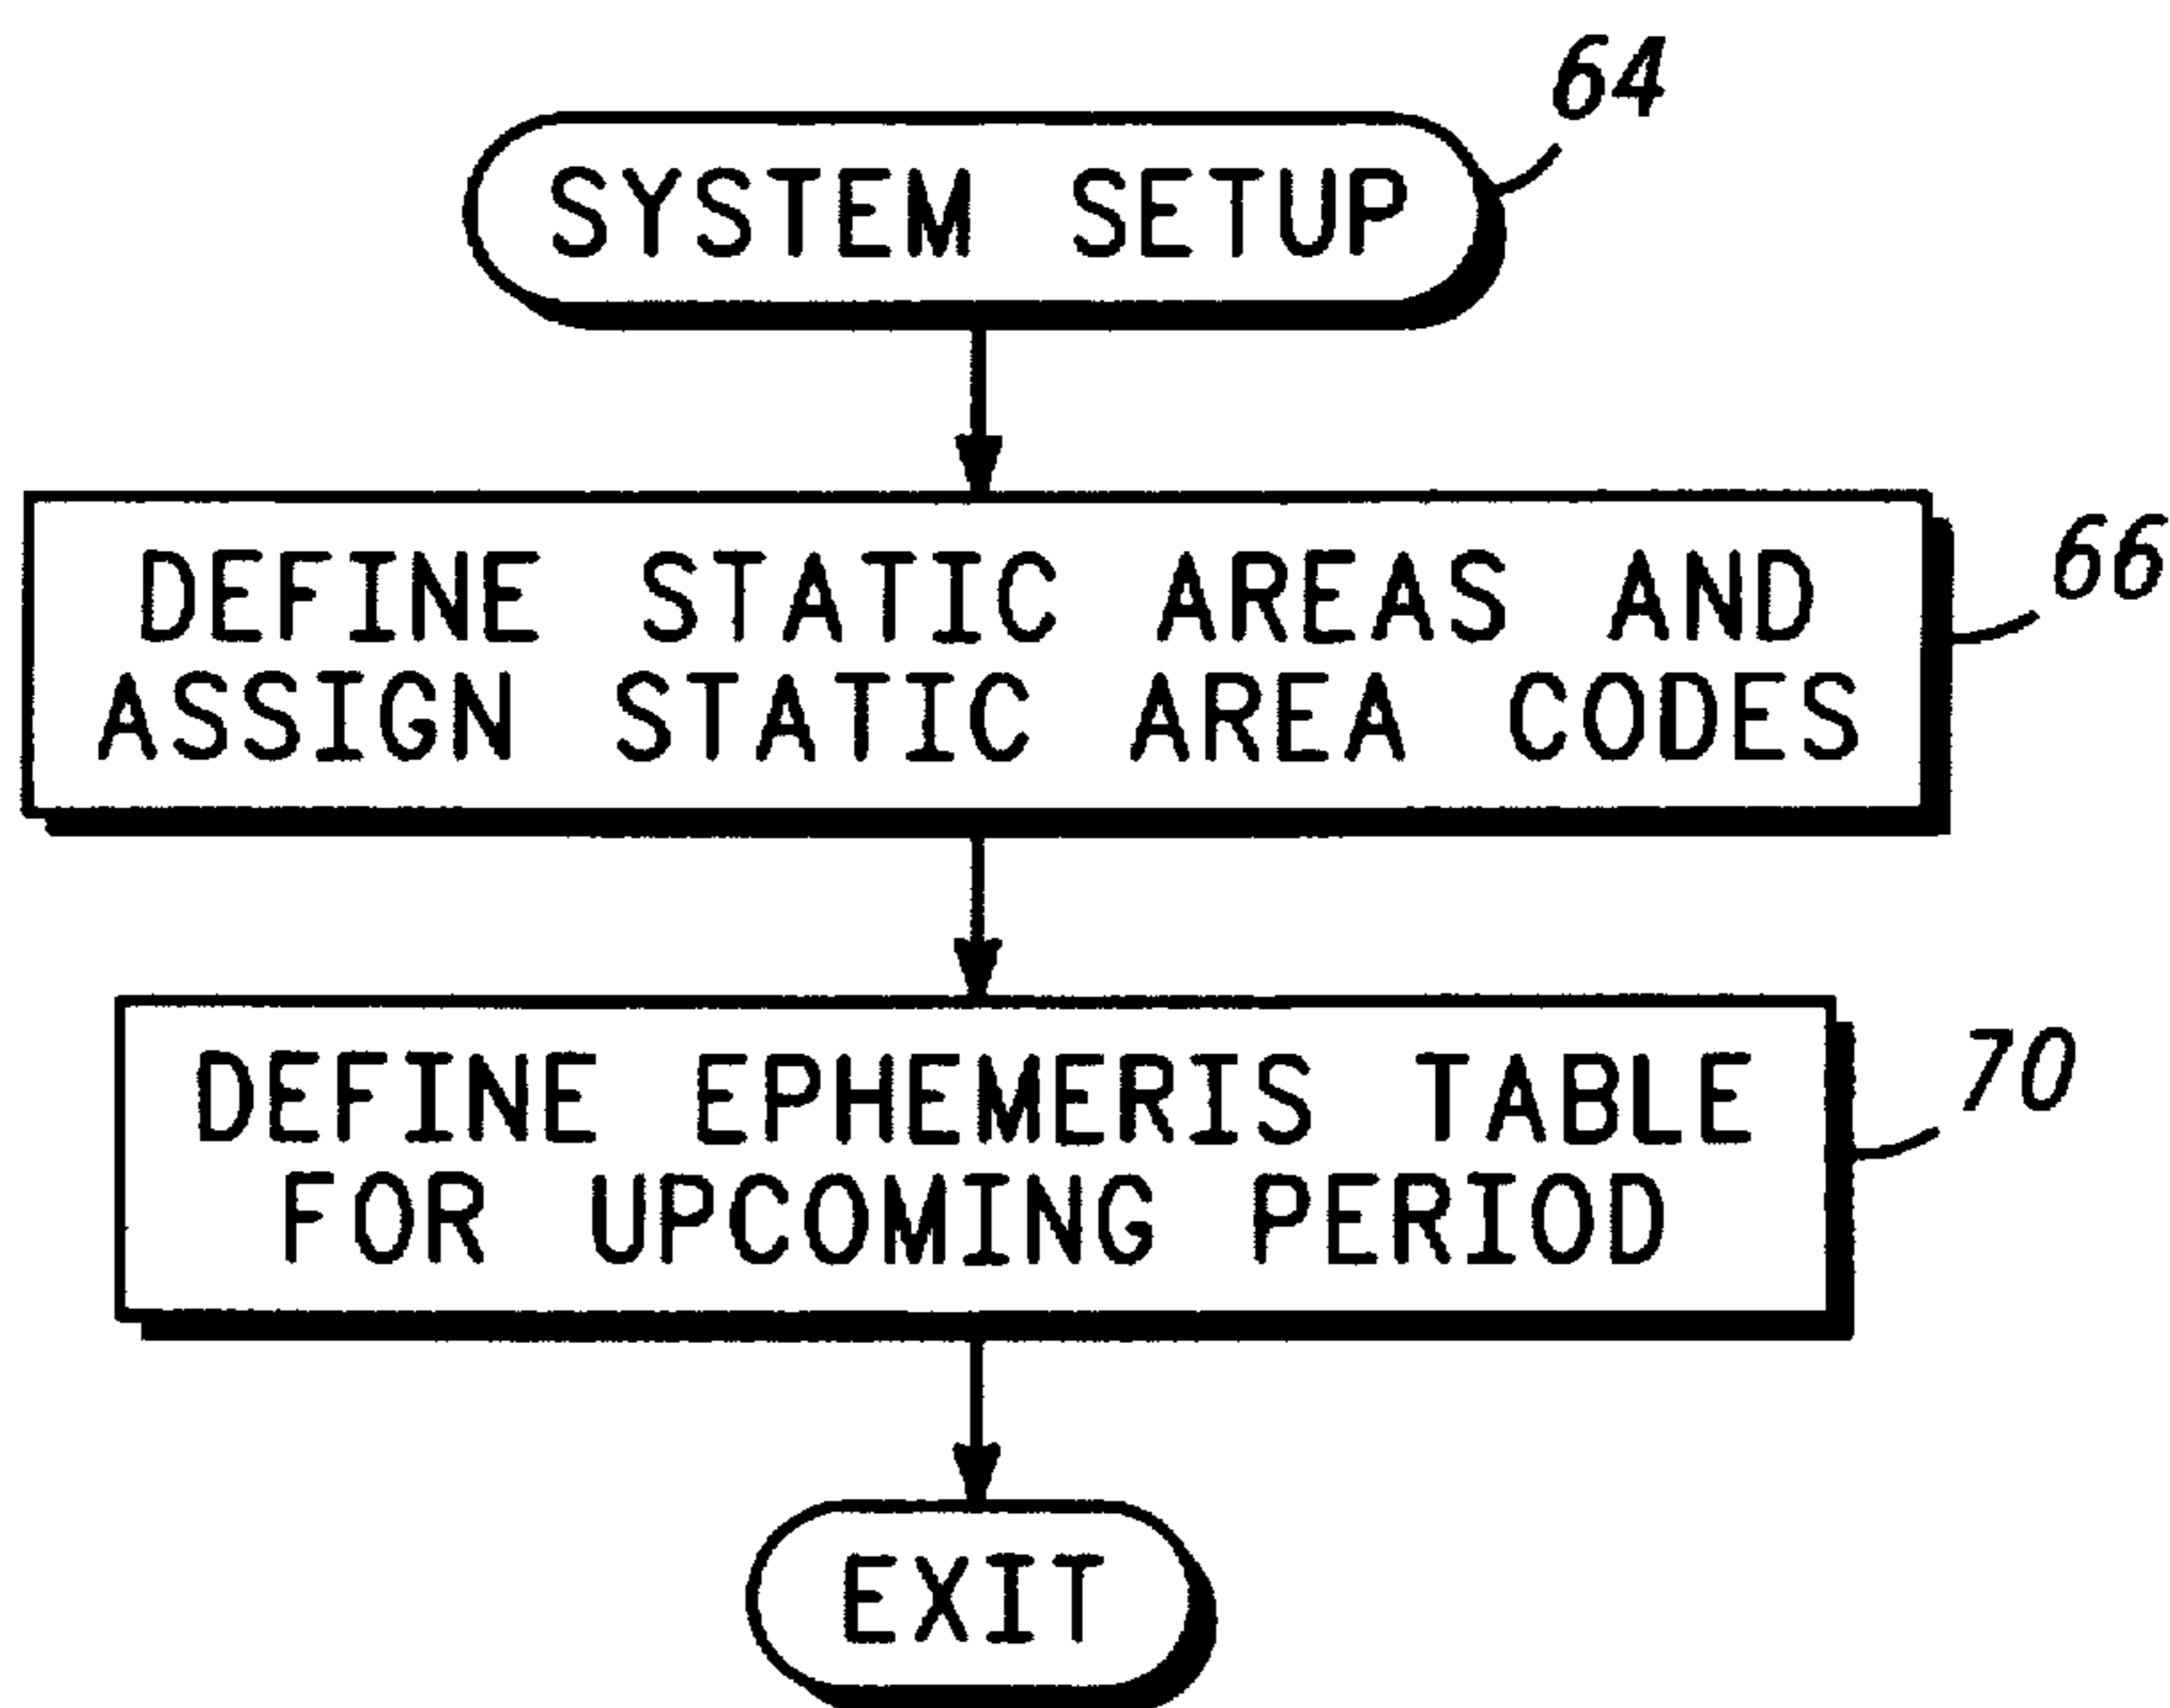 64
SYSTEM SETUP
DEFINE STATIC AREAS AND
ASSIGN STATIC AREA CODES
66
DEFINE EPHEMERIS TABLE
FOR UPCOMING PERIOD
70
EXIT